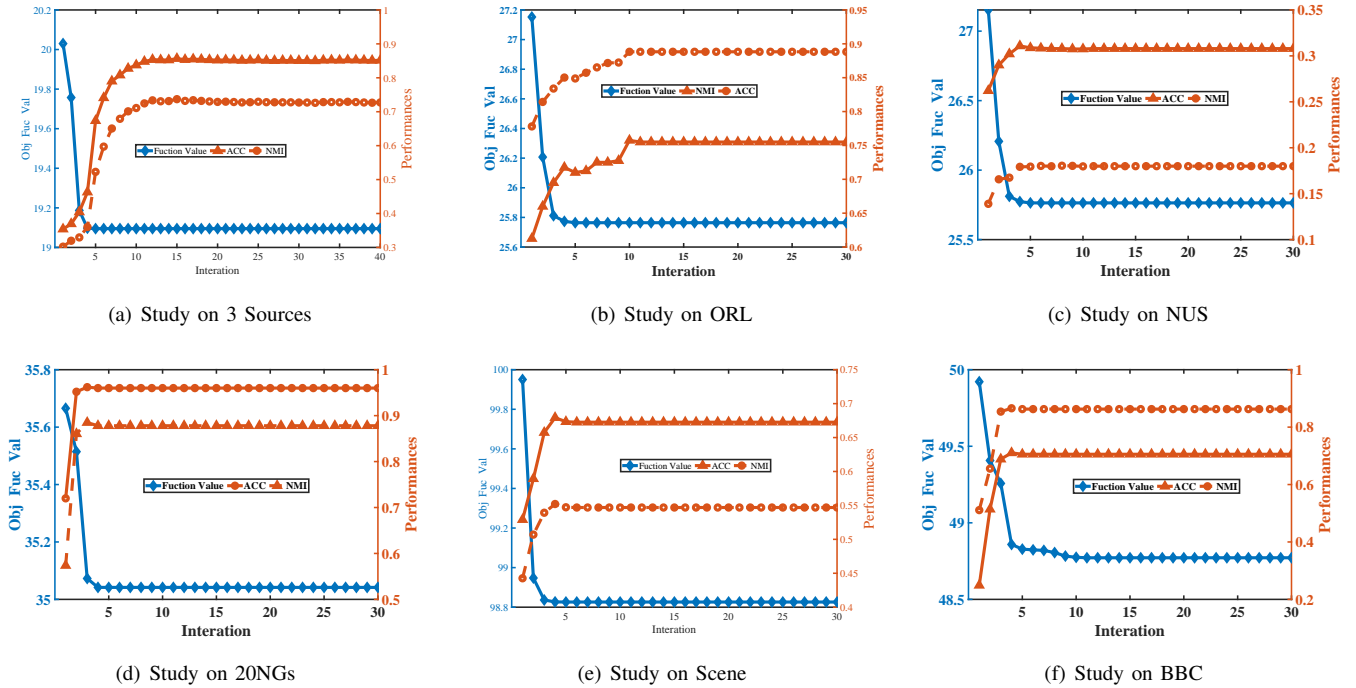 20
19.8
19.6
19.4
19.2
19
Obj Fuc Val
1
0.9
0.8
0.7
0.6
0.5
0.4
0.3
Performances
Fuction Value ACC NMI
5 10 15 20 25 30 35 40
Interation
(a) Study on 3 Sources
27.2
27
26.8
26.6
26.4
26.2
26
25.8
25.6
Obj Fuc Val
0.95
0.9
0.85
0.8
0.75
0.7
0.65
0.6
Performances
Fuction Value NMI ACC
5 10 15 20 25 30
Interation
(b) Study on ORL
27
26.5
26
25.5
Obj Fuc Val
0.35
0.3
0.25
0.2
0.15
0.1
Performances
Fuction Value ACC NMI
5 10 15 20 25 30
Interation
(c) Study on NUS
35.8
35.6
35.4
35.2
35
Obj Fuc Val
1
0.9
0.8
0.7
0.6
0.5
Performances
Fuction Value ACC NMI
5 10 15 20 25 30
Interation
(d) Study on 20NGs
100
99.8
99.6
99.4
99.2
99
98.8
Obj Fuc Val
0.75
0.7
0.65
0.6
0.55
0.5
0.45
0.4
Performances
Fuction Value ACC NMI
5 10 15 20 25 30
Interation
(e) Study on Scene
50
49.5
49
48.5
Obj Fuc Val
1
0.8
0.6
0.4
0.2
Performances
Fuction Value ACC NMI
5 10 15 20 25 30
Interation
(f) Study on BBC